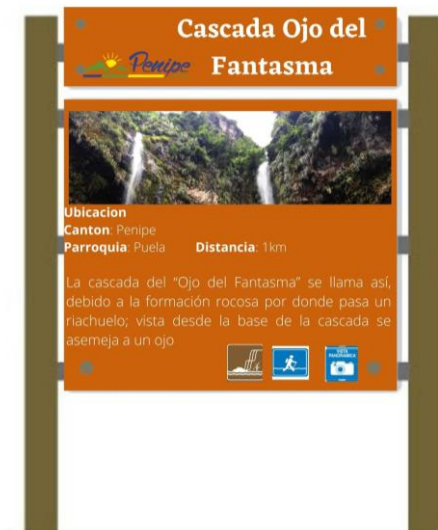 Cascada Ojo del
Penipe Fantasma
Ubicacion
Canton: Penipe
Parroquia: Puela Distancia: 1km
La cascada del "Ojo del Fantasma" se llama así,
debido a la formación rocosa por donde pasa un
riachuelo; vista desde la base de la cascada se
asemeja a un ojo
VISTA
PANORAMICA